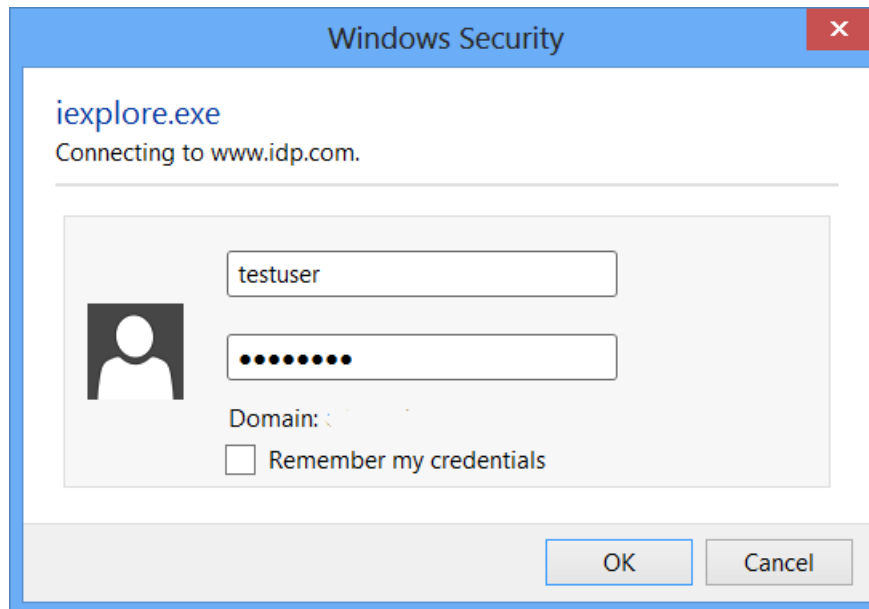 Windows Security
iexplore.exe
Connecting to www.idp.com.
testuser
●●●●●●●●
Domain:
Remember my credentials
OK
Cancel